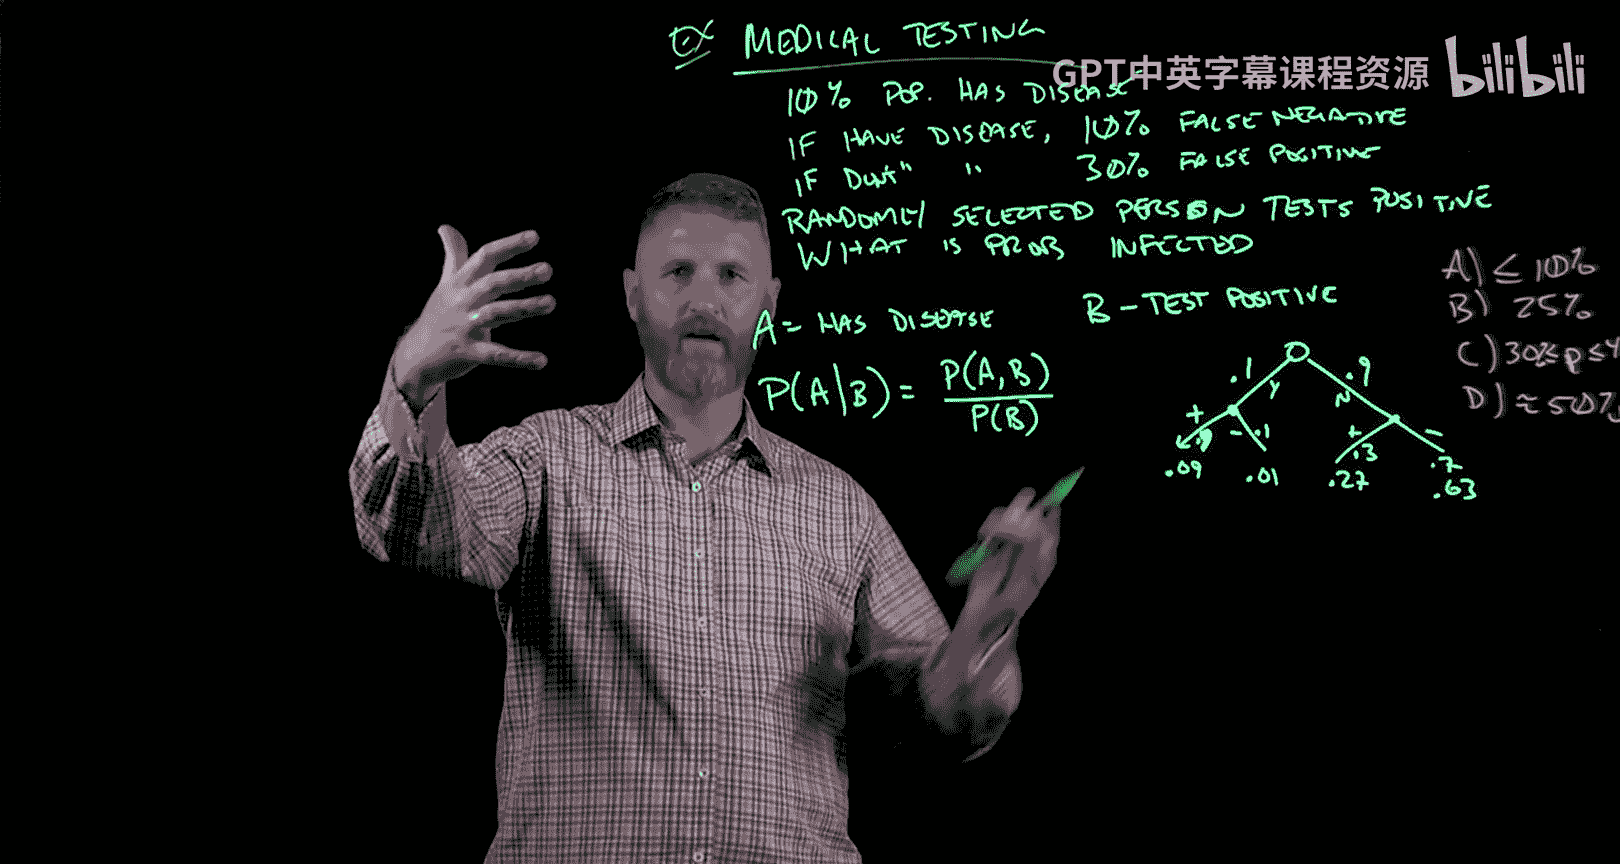 EX MEDICAL TESTING
GPT中英字幕课程资源 bilibili
10% POP. HAS DISEASE
IF HAVE DISEASE, 10% FALSE NEGATIVE
IF DON'T " " 30% FALSE POSITIVE
RANDOMLY SELECTED PERSON TESTS POSITIVE
WHAT IS PROB INFECTED
A) ≤ 10%
B) 25%
C) 30% ≤ P ≤ 4
D) ≈ 50%
A = HAS DISEASE B - TEST POSITIVE
P(A|B) = P(A,B) / P(B)
.1 Y .9 N
+ .9 - .1 + .3 - .7
.09 .01 .27 .63